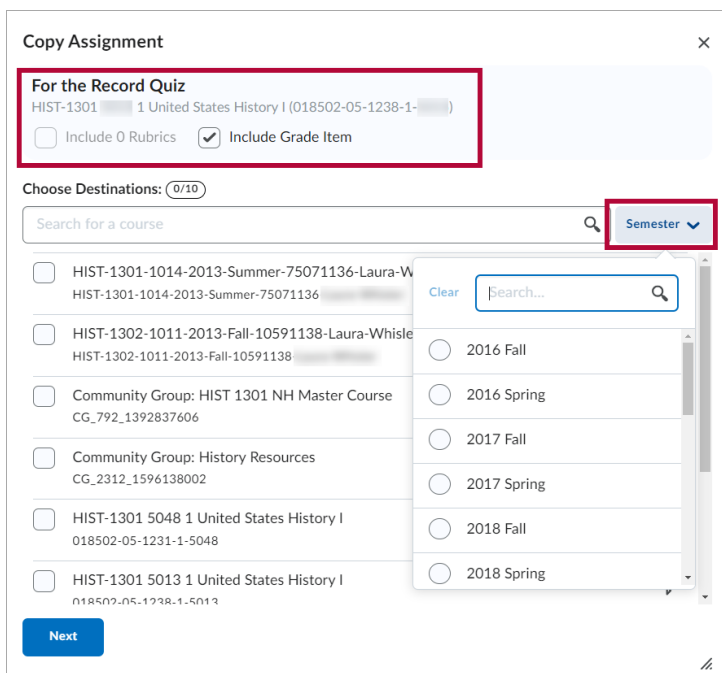 Copy Assignment
For the Record Quiz
HIST-1301 1 United States History I (018502-05-1238-1- )
Include 0 Rubrics Include Grade Item
Choose Destinations: 0/10
Search for a course Semester
HIST-1301-1014-2013-Summer-75071136-Laura-W
HIST-1301-1014-2013-Summer-75071136
Clear Search...
HIST-1302-1011-2013-Fall-10591138-Laura-Whisle
HIST-1302-1011-2013-Fall-10591138
2016 Fall
Community Group: HIST 1301 NH Master Course
CG_792_1392837606
2016 Spring
2017 Fall
Community Group: History Resources
CG_2312_1596138002
2017 Spring
HIST-1301 5048 1 United States History I
018502-05-1231-1-5048
2018 Fall
HIST-1301 5013 1 United States History I
018502-05-1238-1-5013
2018 Spring
Next